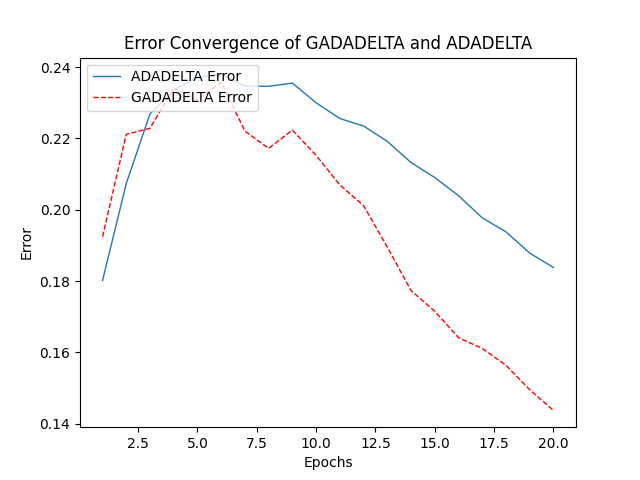 Error Convergence of GADADELTA and ADADELTA
ADADELTA Error
GADADELTA Error
0.24
0.22
0.20
0.18
0.16
0.14
Error
2.5 5.0 7.5 10.0 12.5 15.0 17.5 20.0
Epochs